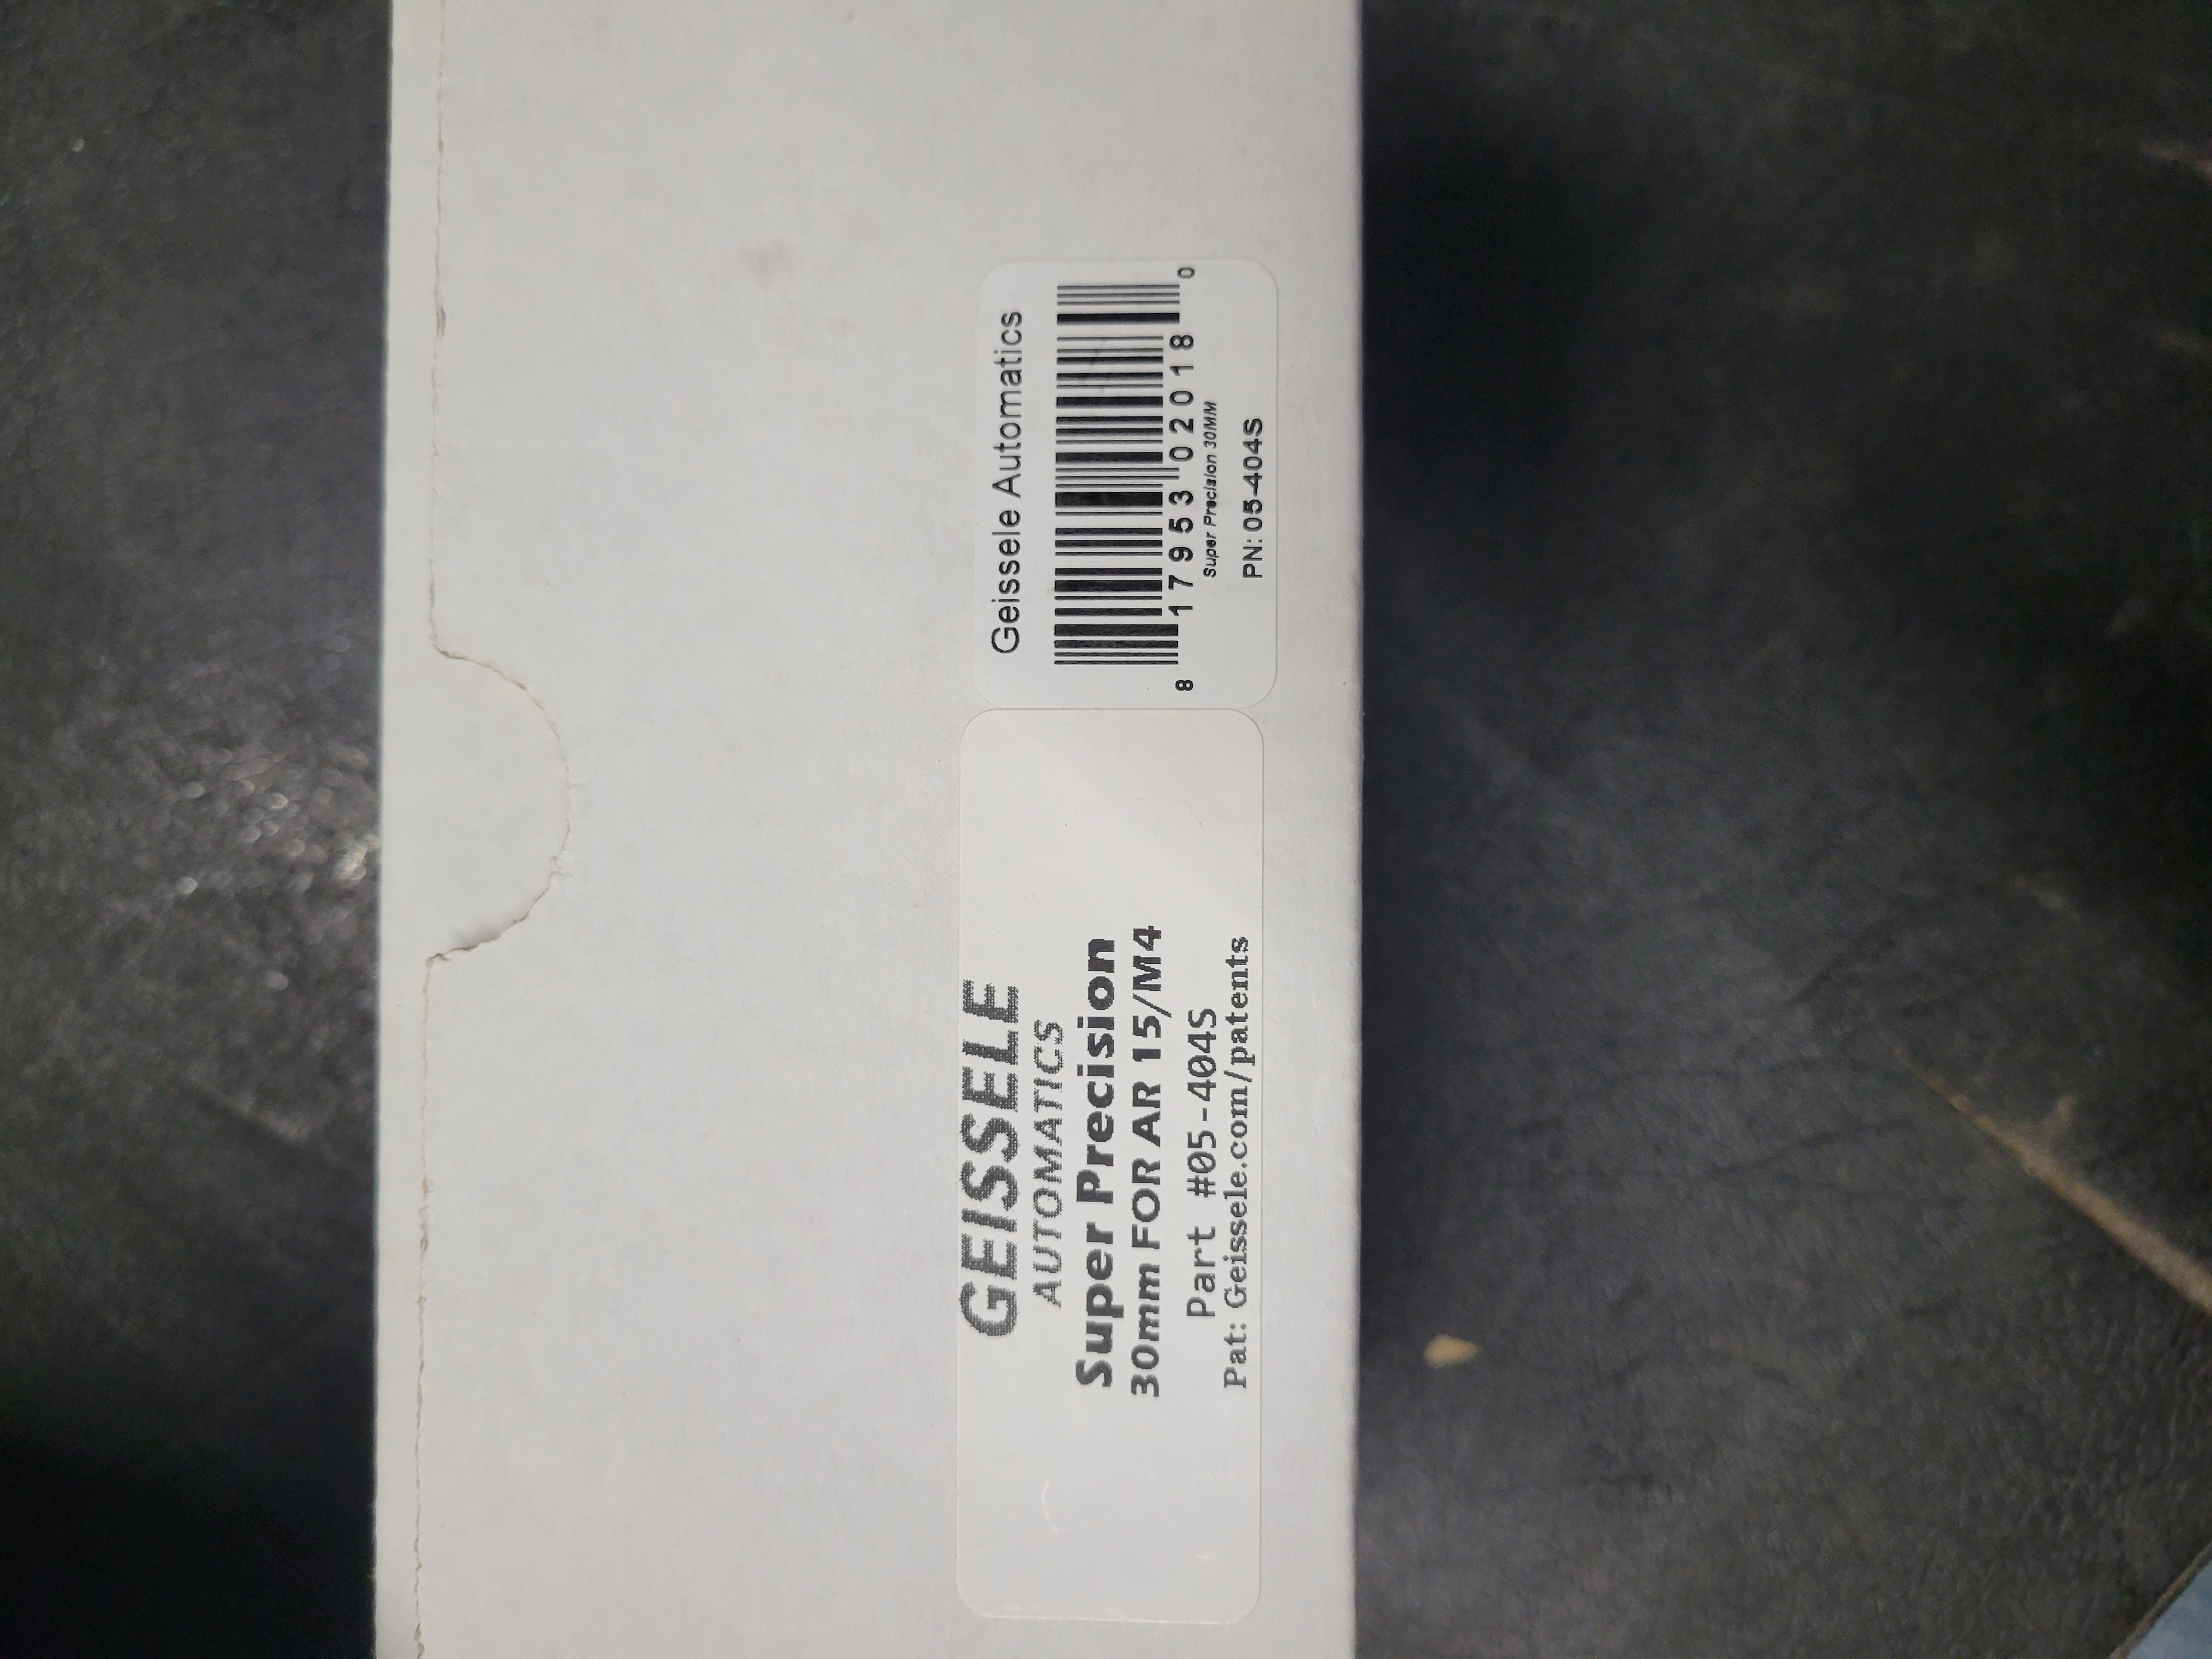 GEISSELE
AUTOMATICS
Super Precision
30mm FOR AR 15/M4
Part #05-404S
Pat: Geissele.com/patents
Geissele Automatics
8 17953 02018 0
Super Precision 30MM
PN: 05-404S